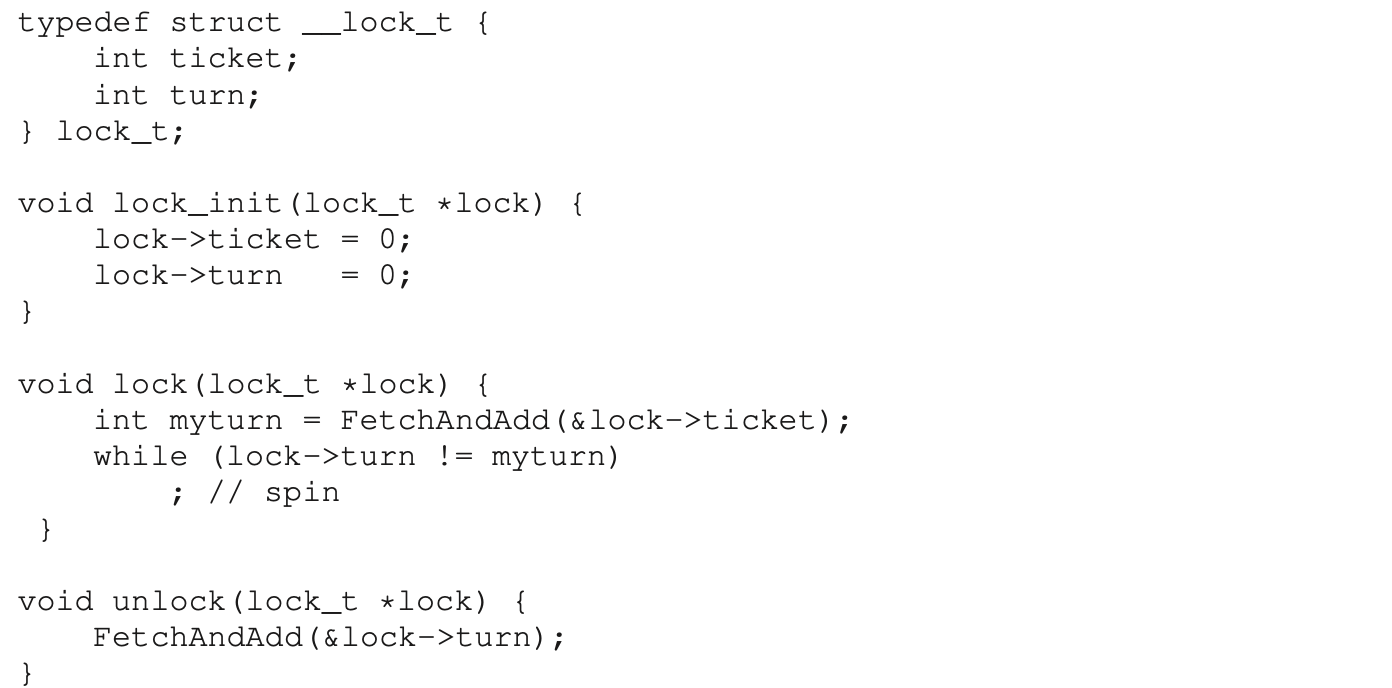 typedef struct __lock_t {
    int ticket;
    int turn;
} lock_t;

void lock_init(lock_t *lock) {
    lock->ticket = 0;
    lock->turn   = 0;
}

void lock(lock_t *lock) {
    int myturn = FetchAndAdd(&lock->ticket);
    while (lock->turn != myturn)
        ; // spin
 }

void unlock(lock_t *lock) {
    FetchAndAdd(&lock->turn);
}